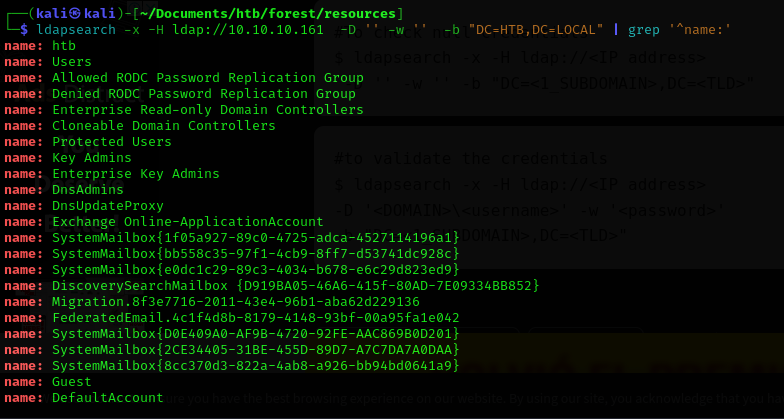 ┌──(kali㉿kali)-[~/Documents/htb/forest/resources]
└─$ ldapsearch -x -H ldap://10.10.10.161  -D '' -w ''  -b "DC=HTB,DC=LOCAL" | grep '^name:'
name: htb
$ ldapsearch -x -H ldap://<IP address>
name: Users
name: Allowed RODC Password Replication Group
'' -w '' -b "DC=<1_SUBDOMAIN>,DC=<TLD>"
name: Denied RODC Password Replication Group
name: Enterprise Read-only Domain Controllers
name: Cloneable Domain Controllers
name: Protected Users
name: Key Admins
#to validate the credentials
name: Enterprise Key Admins
$ ldapsearch -x -H ldap://<IP address>
name: DnsAdmins
name: DnsUpdateProxy
-D '<DOMAIN>\<username>' -w '<password>'
name: Exchange Online-ApplicationAccount
name: SystemMailbox{1f05a927-89c0-4725-adca-4527114196a1}
DOMAIN>,DC=<TLD>"
name: SystemMailbox{bb558c35-97f1-4cb9-8ff7-d53741dc928c}
name: SystemMailbox{e0dc1c29-89c3-4034-b678-e6c29d823ed9}
name: DiscoverySearchMailbox {D919BA05-46A6-415f-80AD-7E09334BB852}
name: Migration.8f3e7716-2011-43e4-96b1-aba62d229136
name: FederatedEmail.4c1f4d8b-8179-4148-93bf-00a95fa1e042
name: SystemMailbox{D0E409A0-AF9B-4720-92FE-AAC869B0D201}
name: SystemMailbox{2CE34405-31BE-455D-89D7-A7C7DA7A0DAA}
name: SystemMailbox{8cc370d3-822a-4ab8-a926-bb94bd0641a9}
name: Guest
name: DefaultAccount
you have the best browsing experience on our website. By using our site, you acknowledge that you